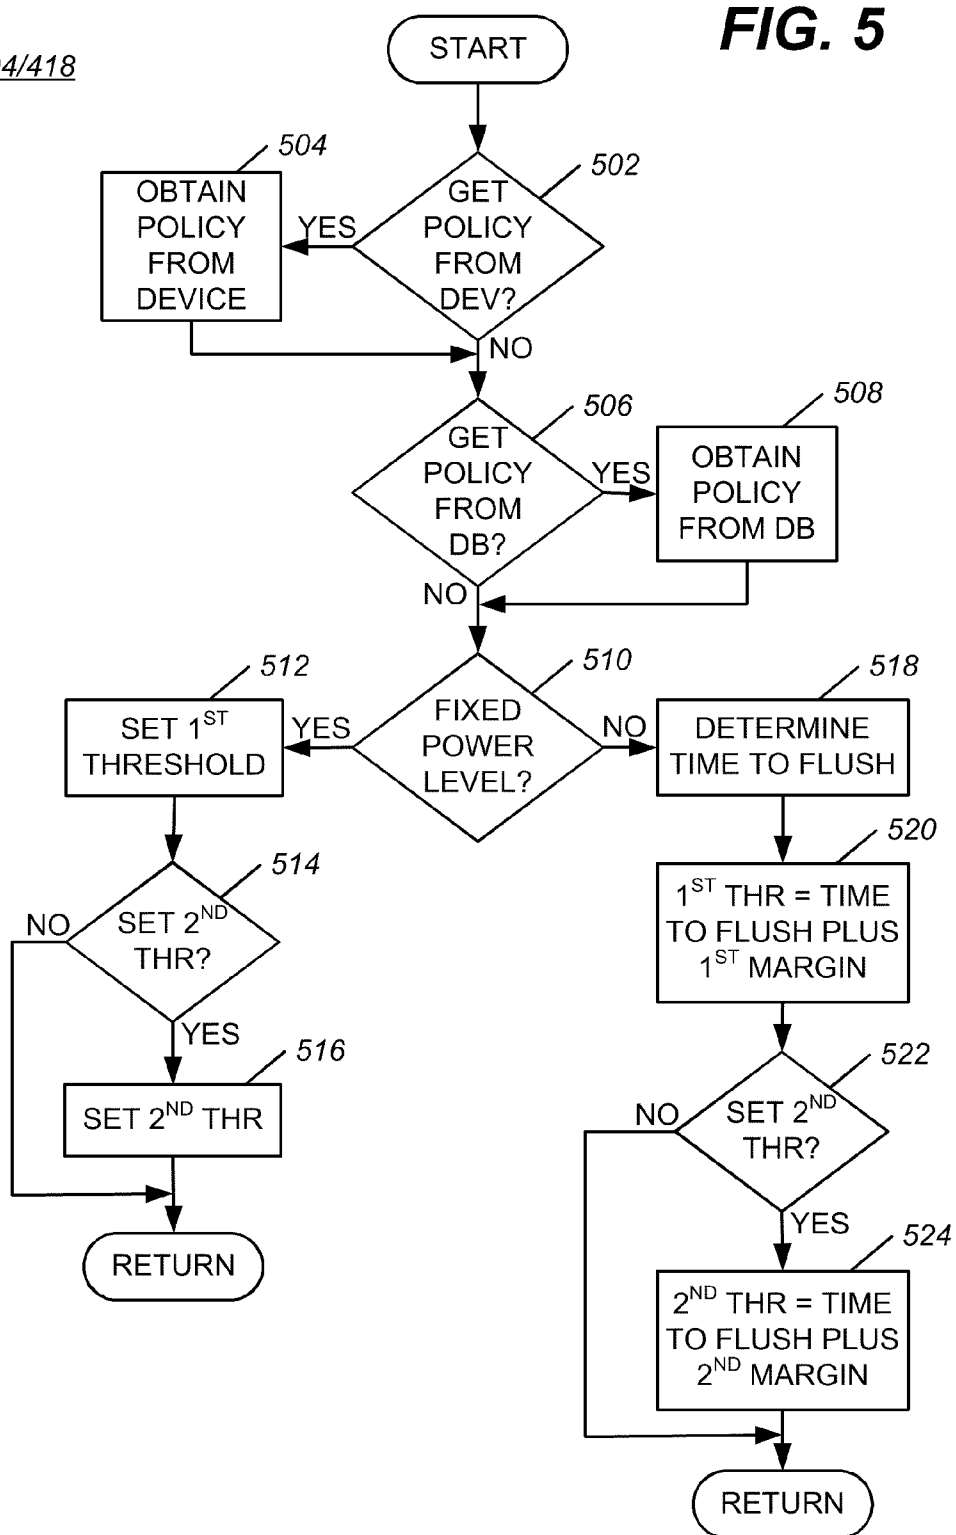 FIG. 5
4/418
START
504
502
OBTAIN
POLICY
FROM
DEVICE
YES
GET
POLICY
FROM
DEV?
NO
506
508
GET
POLICY
FROM
DB?
YES
OBTAIN
POLICY
FROM DB
NO
512
510
518
SET 1ST
THRESHOLD
YES
FIXED
POWER
LEVEL?
NO
DETERMINE
TIME TO FLUSH
514
520
NO
SET 2ND
THR?
1ST THR = TIME
TO FLUSH PLUS
1ST MARGIN
YES
516
522
SET 2ND THR
NO
SET 2ND
THR?
YES
RETURN
524
2ND THR = TIME
TO FLUSH PLUS
2ND MARGIN
RETURN